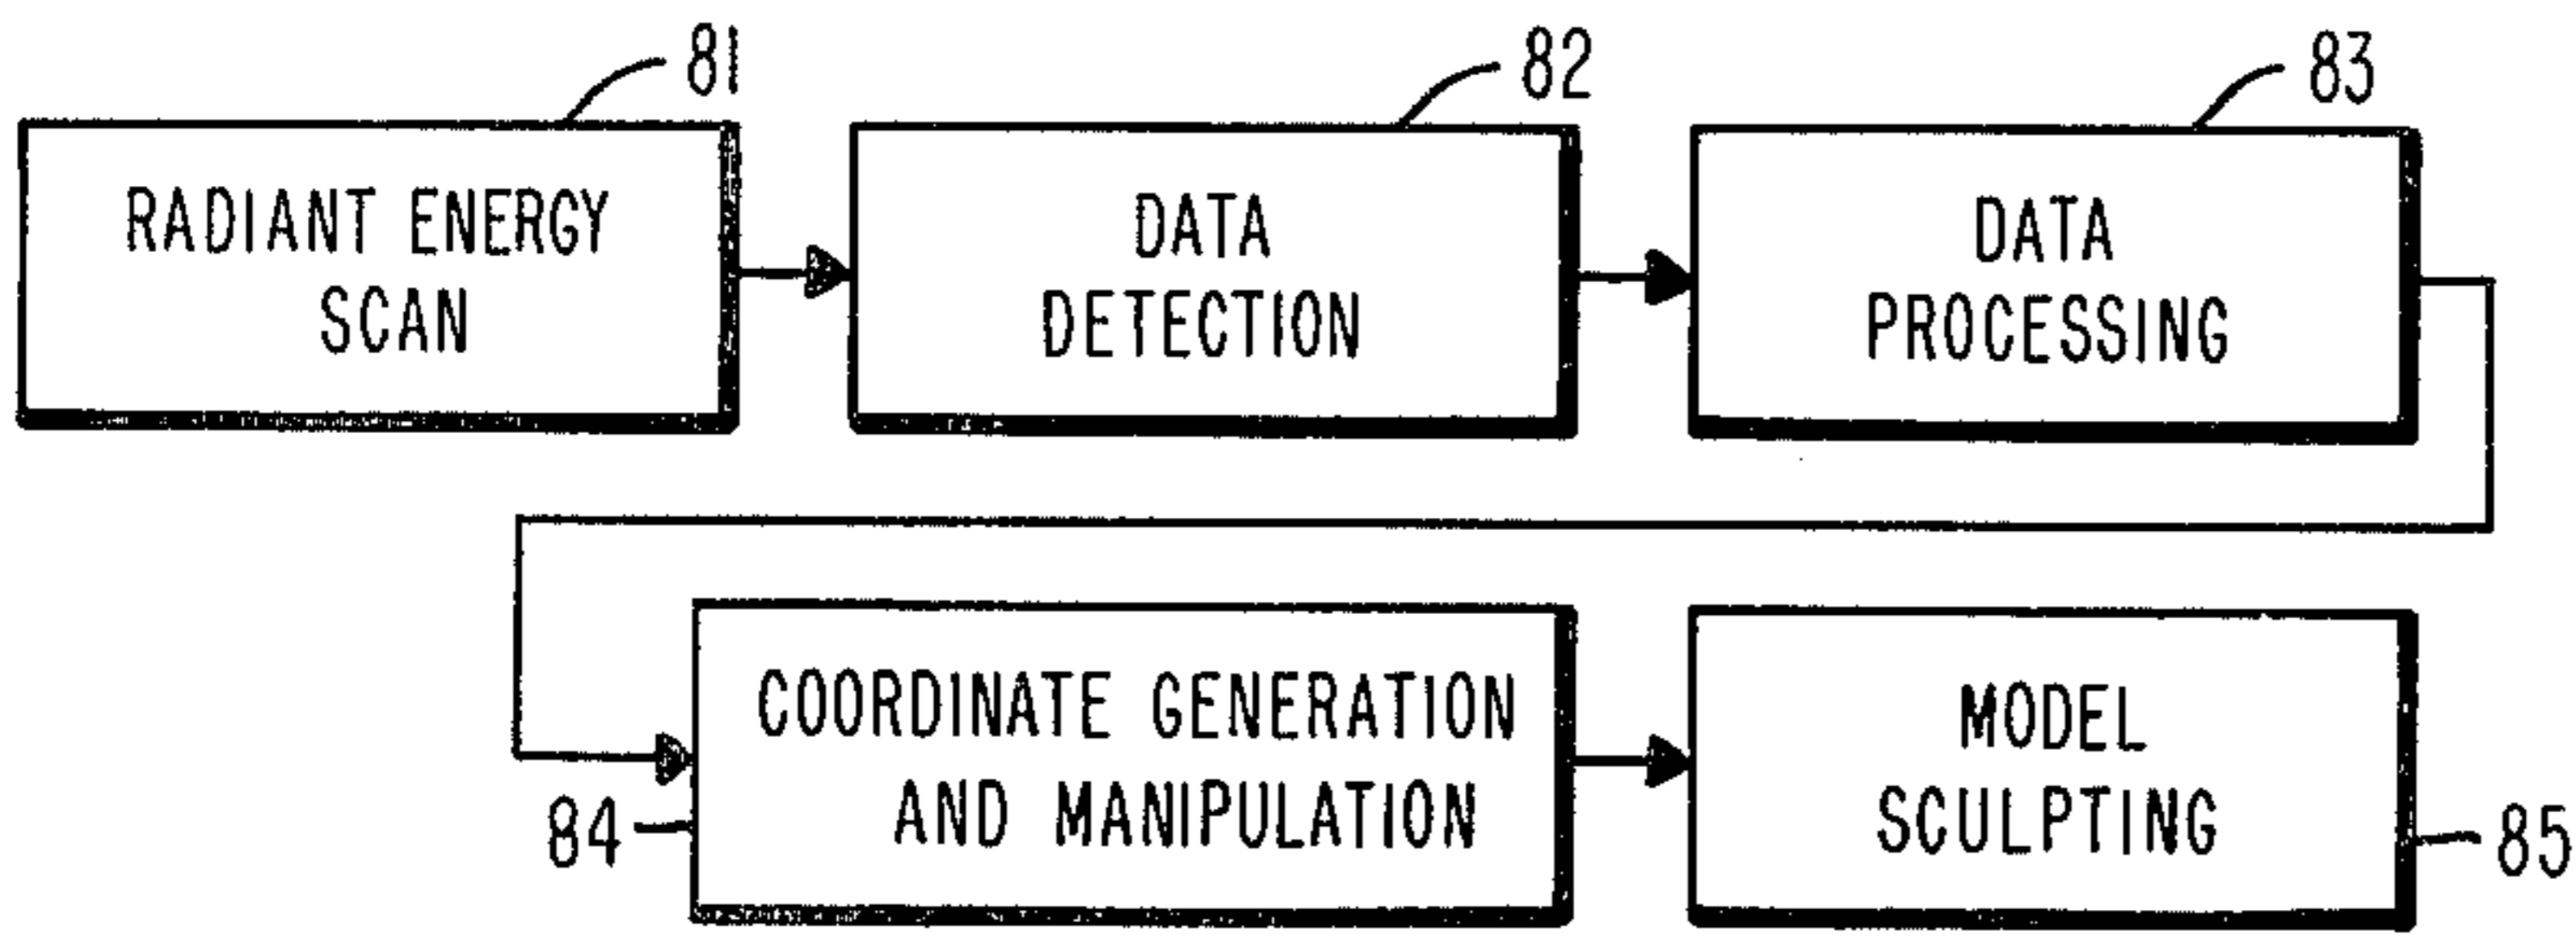 81
82
83
RADIANT ENERGY
SCAN
DATA
DETECTION
DATA
PROCESSING
COORDINATE GENERATION
AND MANIPULATION
84
MODEL
SCULPTING
85